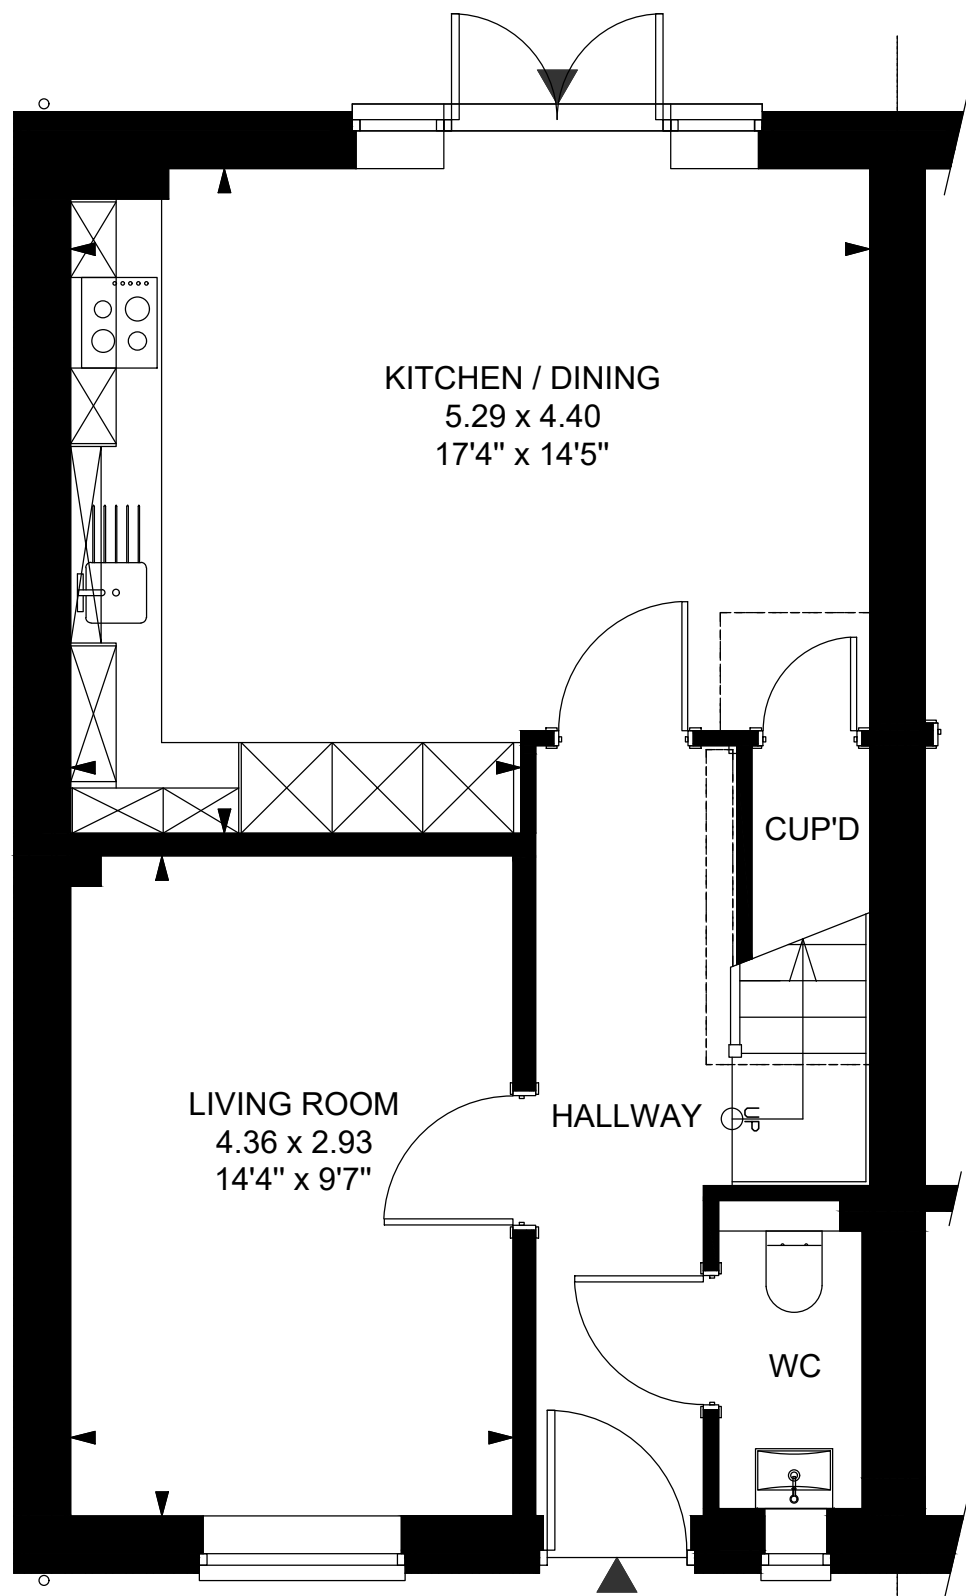 KITCHEN / DINING
5.29 x 4.40
17'4" x 14'5"
CUP'D
LIVING ROOM
4.36 x 2.93
14'4" x 9'7"
HALLWAY
UP
WC